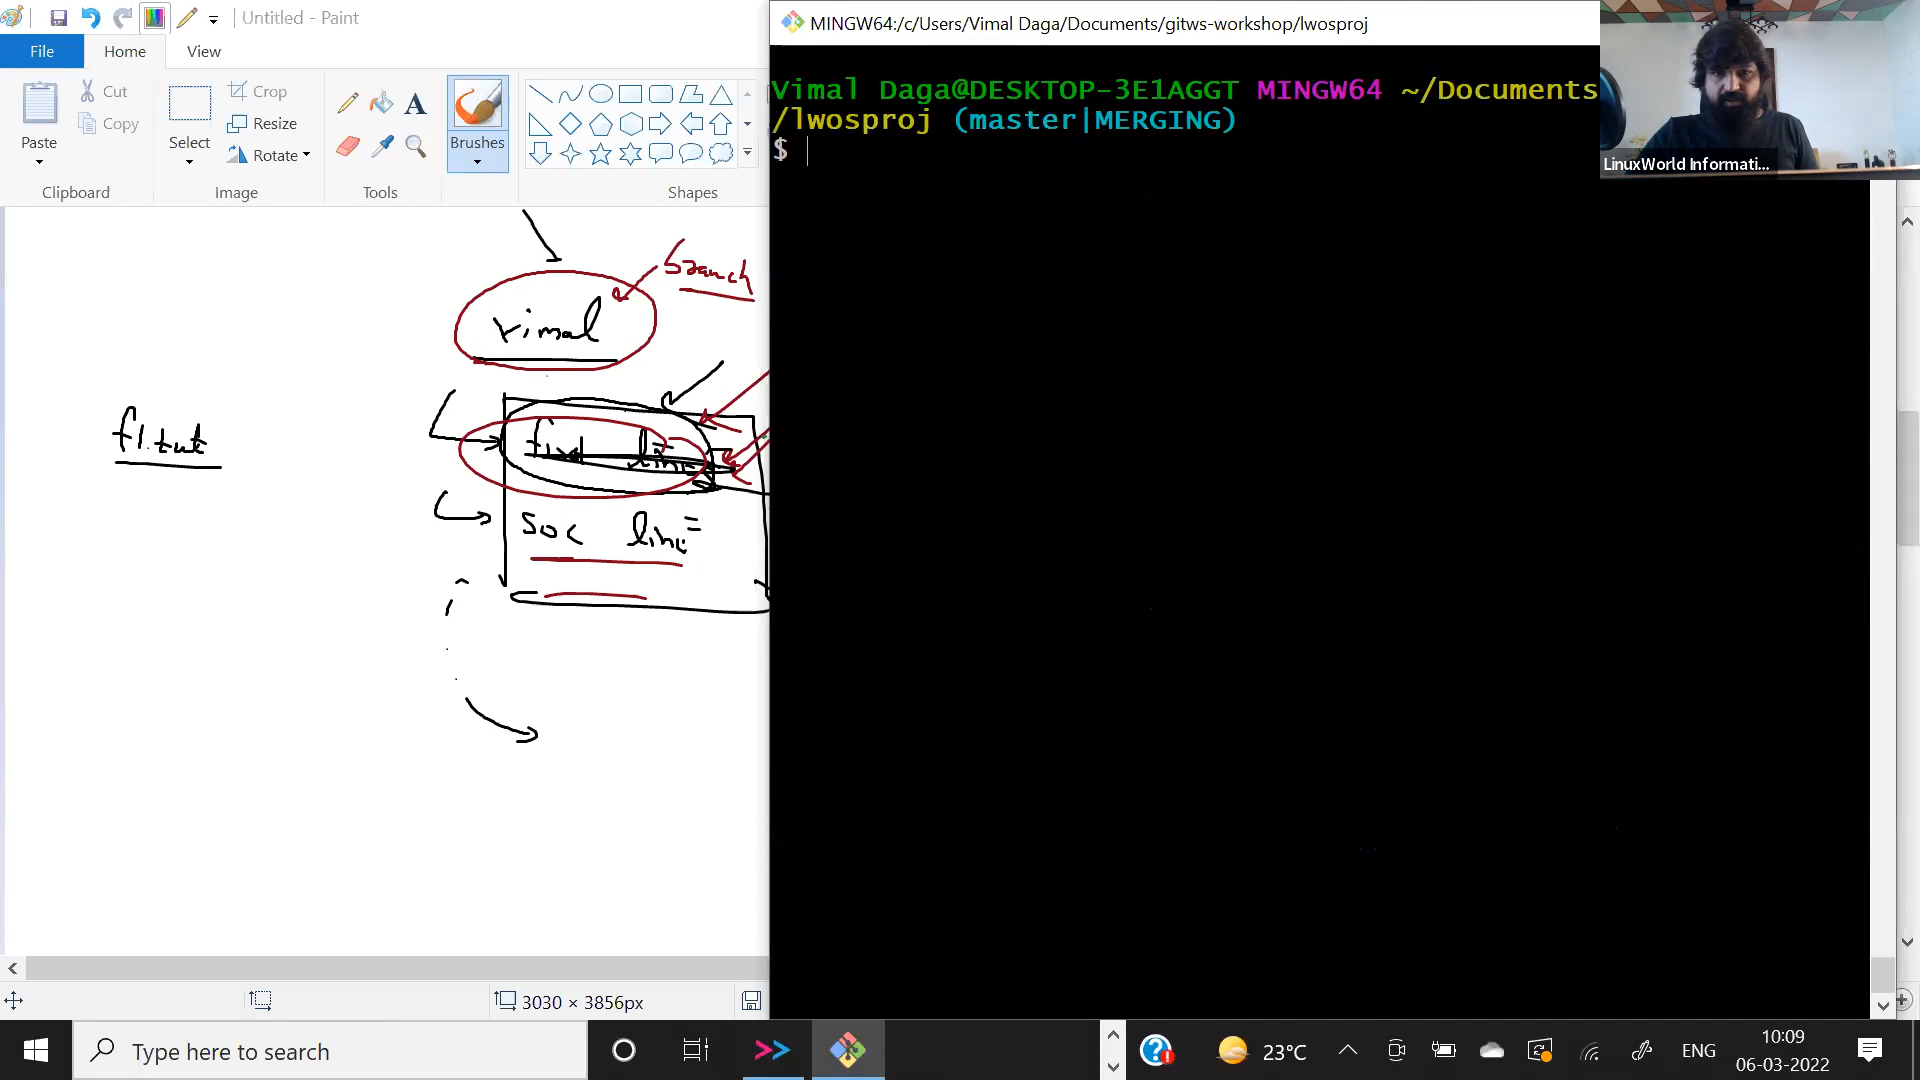 Untitled - Paint
File
Home
View
Paste
Cut
Copy
Clipboard
Select
Crop
Resize
Rotate
Image
Tools
Brushes
Shapes
vimal
branch
f1.txt
line
line
3030 × 3856px
MINGW64:/c/Users/Vimal Daga/Documents/gitws-workshop/lwosproj
Vimal Daga@DESKTOP-3E1AGGT MINGW64 ~/Documents
/lwosproj (master|MERGING)
$
LinuxWorld Informati...
Type here to search
23°C
ENG
10:09
06-03-2022